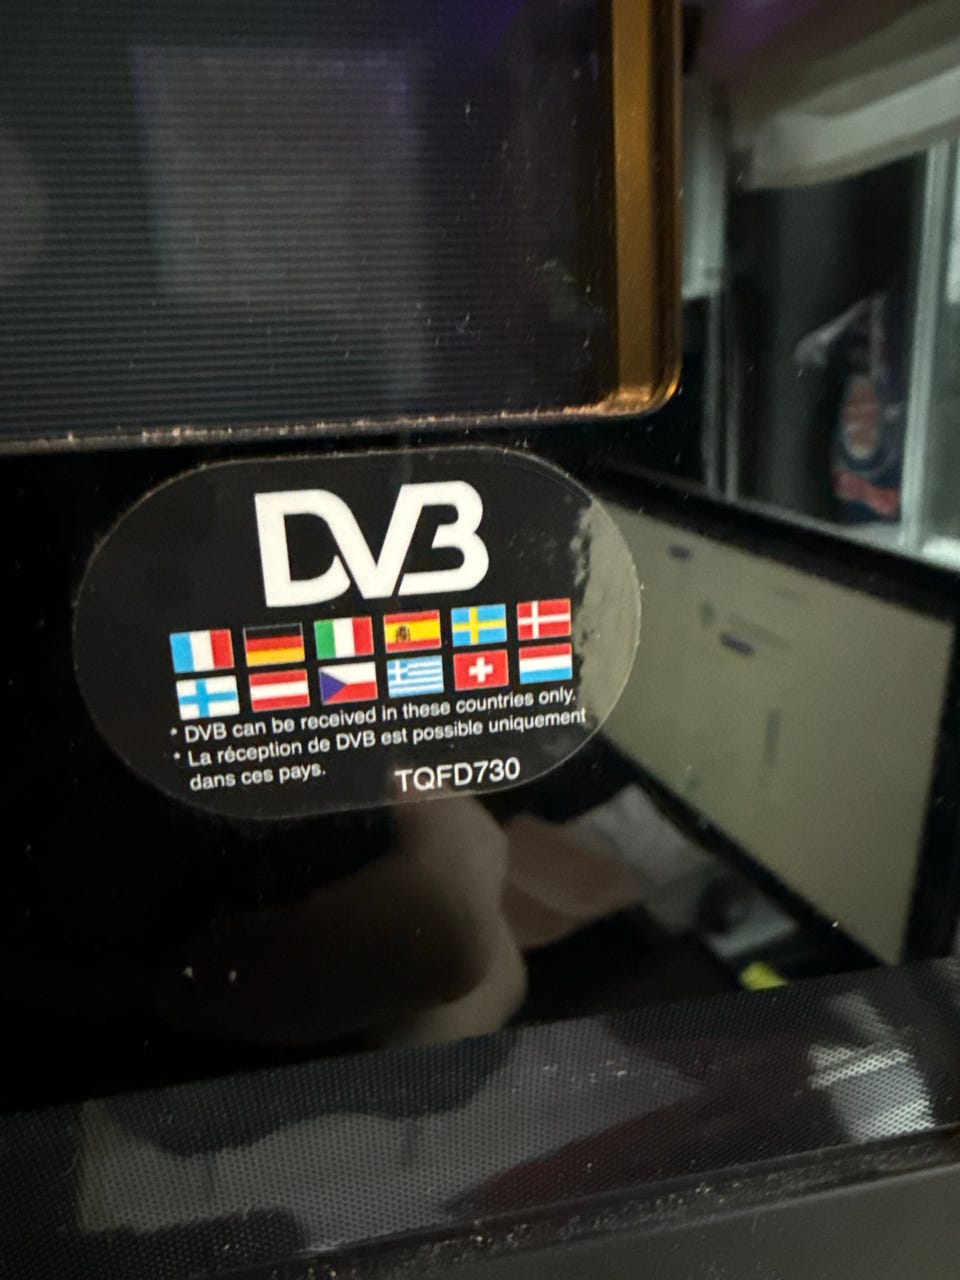 DVB
* DVB can be received in these countries only.
* La réception de DVB est possible uniquement
dans ces pays.
TQFD730